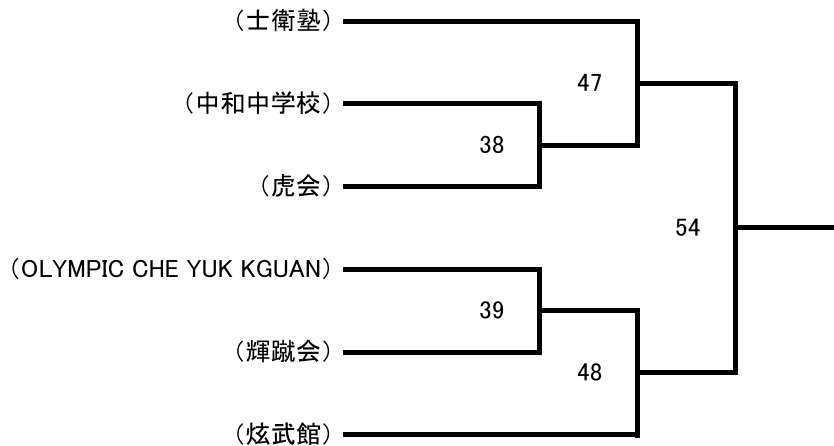 （士衛塾）
47
（中和中学校）
38
（虎会）
54
（OLYMPIC CHE YUK KGUAN）
39
（輝蹴会）
48
（炫武館）